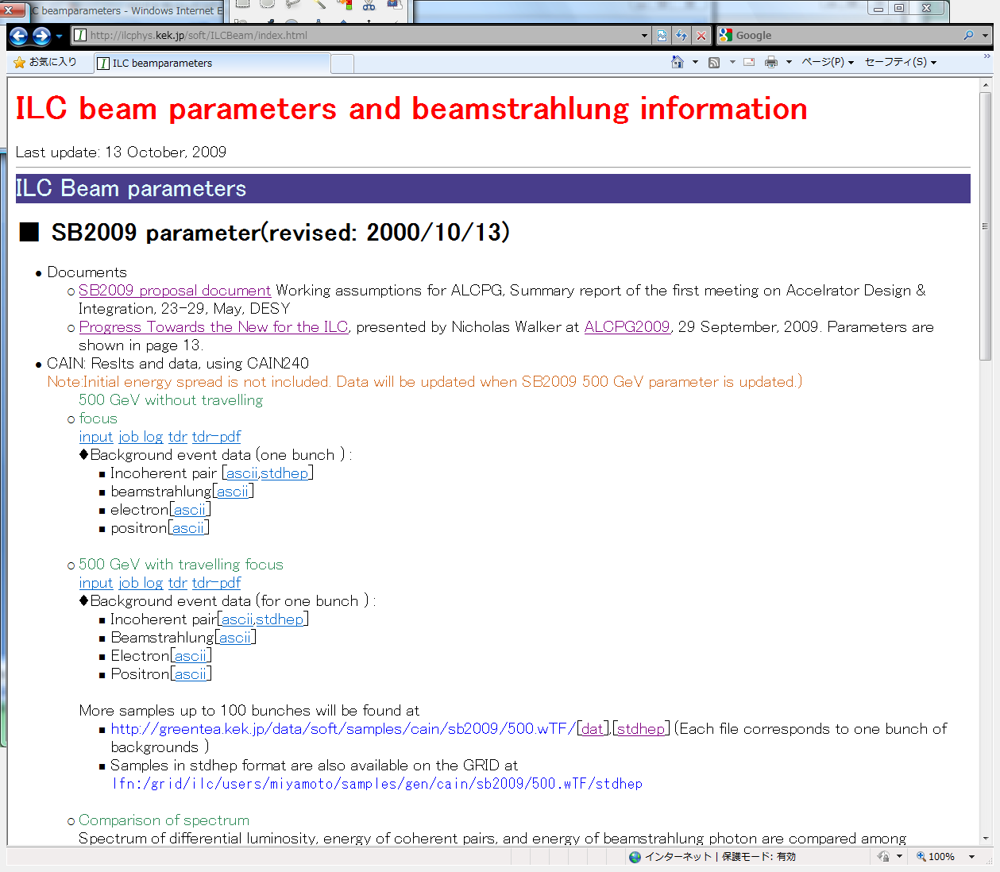 C beamparameters - Windows Internet E
http://ilcphys.kek.jp/soft/ILCBeam/index.html
Google
お気に入り
ILC beamparameters
ページ(P)
セーフティ(S)
ILC beam parameters and beamstrahlung information
Last update: 13 October, 2009
ILC Beam parameters
■ SB2009 parameter(revised: 2000/10/13)
● Documents
○ SB2009 proposal document Working assumptions for ALCPG, Summary report of the first meeting on Accelrator Design &
Integration, 23-29, May, DESY
○ Progress Towards the New for the ILC, presented by Nicholas Walker at ALCPG2009, 29 September, 2009. Parameters are
shown in page 13.
● CAIN: Reslts and data, using CAIN240
Note:Initial energy spread is not included. Data will be updated when SB2009 500 GeV parameter is updated.)
500 GeV without travelling
○ focus
input job log tdr tdr-pdf
◆Background event data (one bunch ) :
■ Incoherent pair [ascii,stdhep]
■ beamstrahlung[ascii]
■ electron[ascii]
■ positron[ascii]
○ 500 GeV with travelling focus
input job log tdr tdr-pdf
◆Background event data (for one bunch ) :
■ Incoherent pair[ascii,stdhep]
■ Beamstrahlung[ascii]
■ Electron[ascii]
■ Positron[ascii]
More samples up to 100 bunches will be found at
■ http://greentea.kek.jp/data/soft/samples/cain/sb2009/500.wTF/[dat],[stdhep] (Each file corresponds to one bunch of
backgrounds )
■ Samples in stdhep format are also available on the GRID at
lfn:/grid/ilc/users/miyamoto/samples/gen/cain/sb2009/500.wTF/stdhep
○ Comparison of spectrum
Spectrum of differential luminosity, energy of coherent pairs, and energy of beamstrahlung photon are compared among
インターネット | 保護モード: 有効
100%